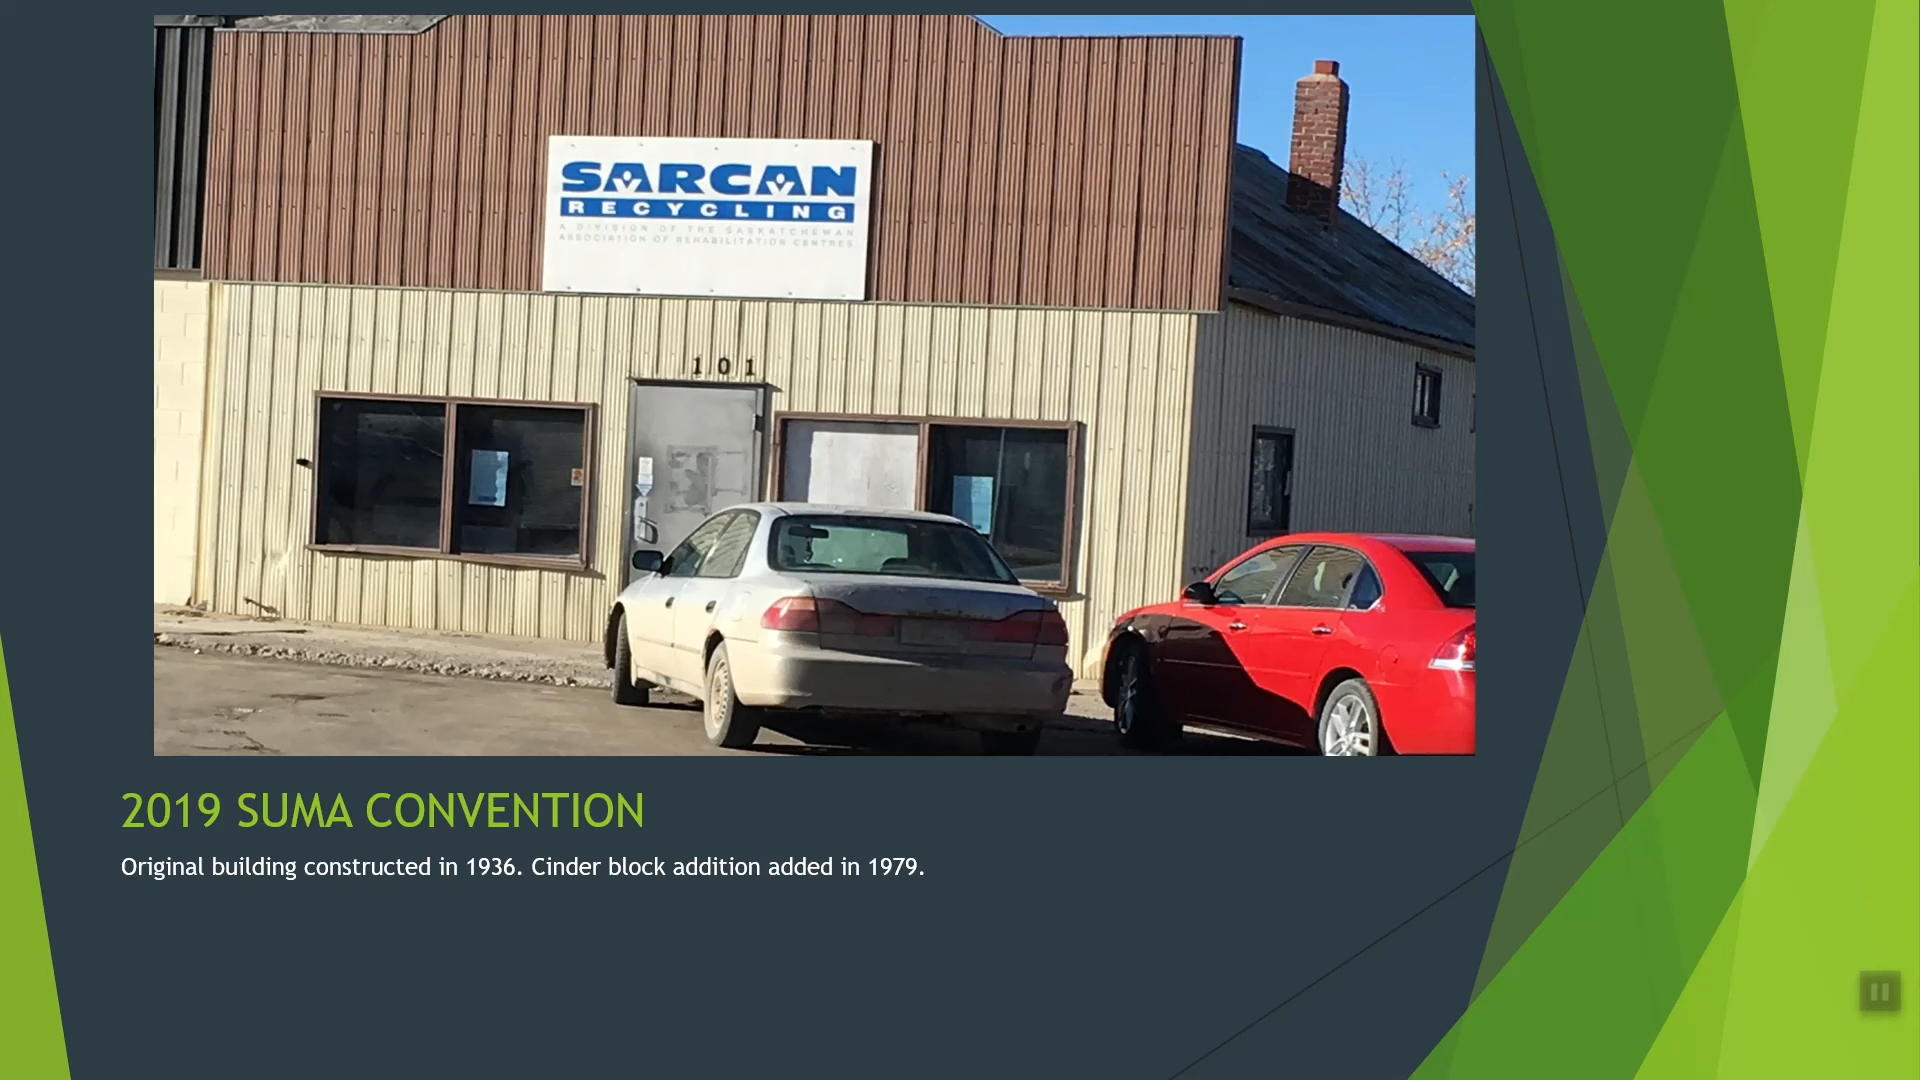 SARCAN
RECYCLING
A DIVISION OF THE SASKATCHEWAN
ASSOCIATION OF REHABILITATION CENTRES
101
2019 SUMA CONVENTION
Original building constructed in 1936. Cinder block addition added in 1979.